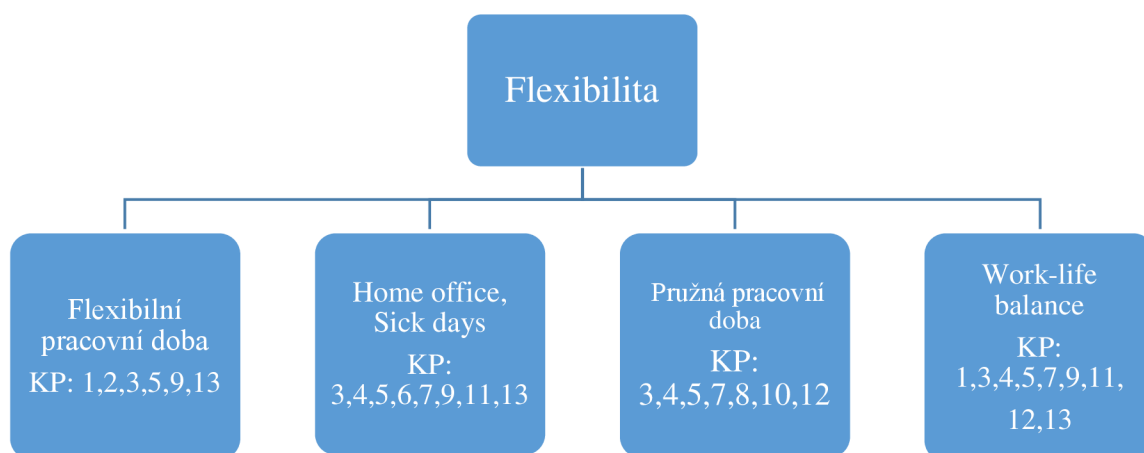 Flexibilita
Flexibilní
pracovní doba
KP: 1,2,3,5,9,13
Home office,
Sick days
KP:
3,4,5,6,7,9,11,13
Pružná pracovní
doba
KP:
3,4,5,7,8,10,12
Work-life
balance
KP:
1,3,4,5,7,9,11,
12,13